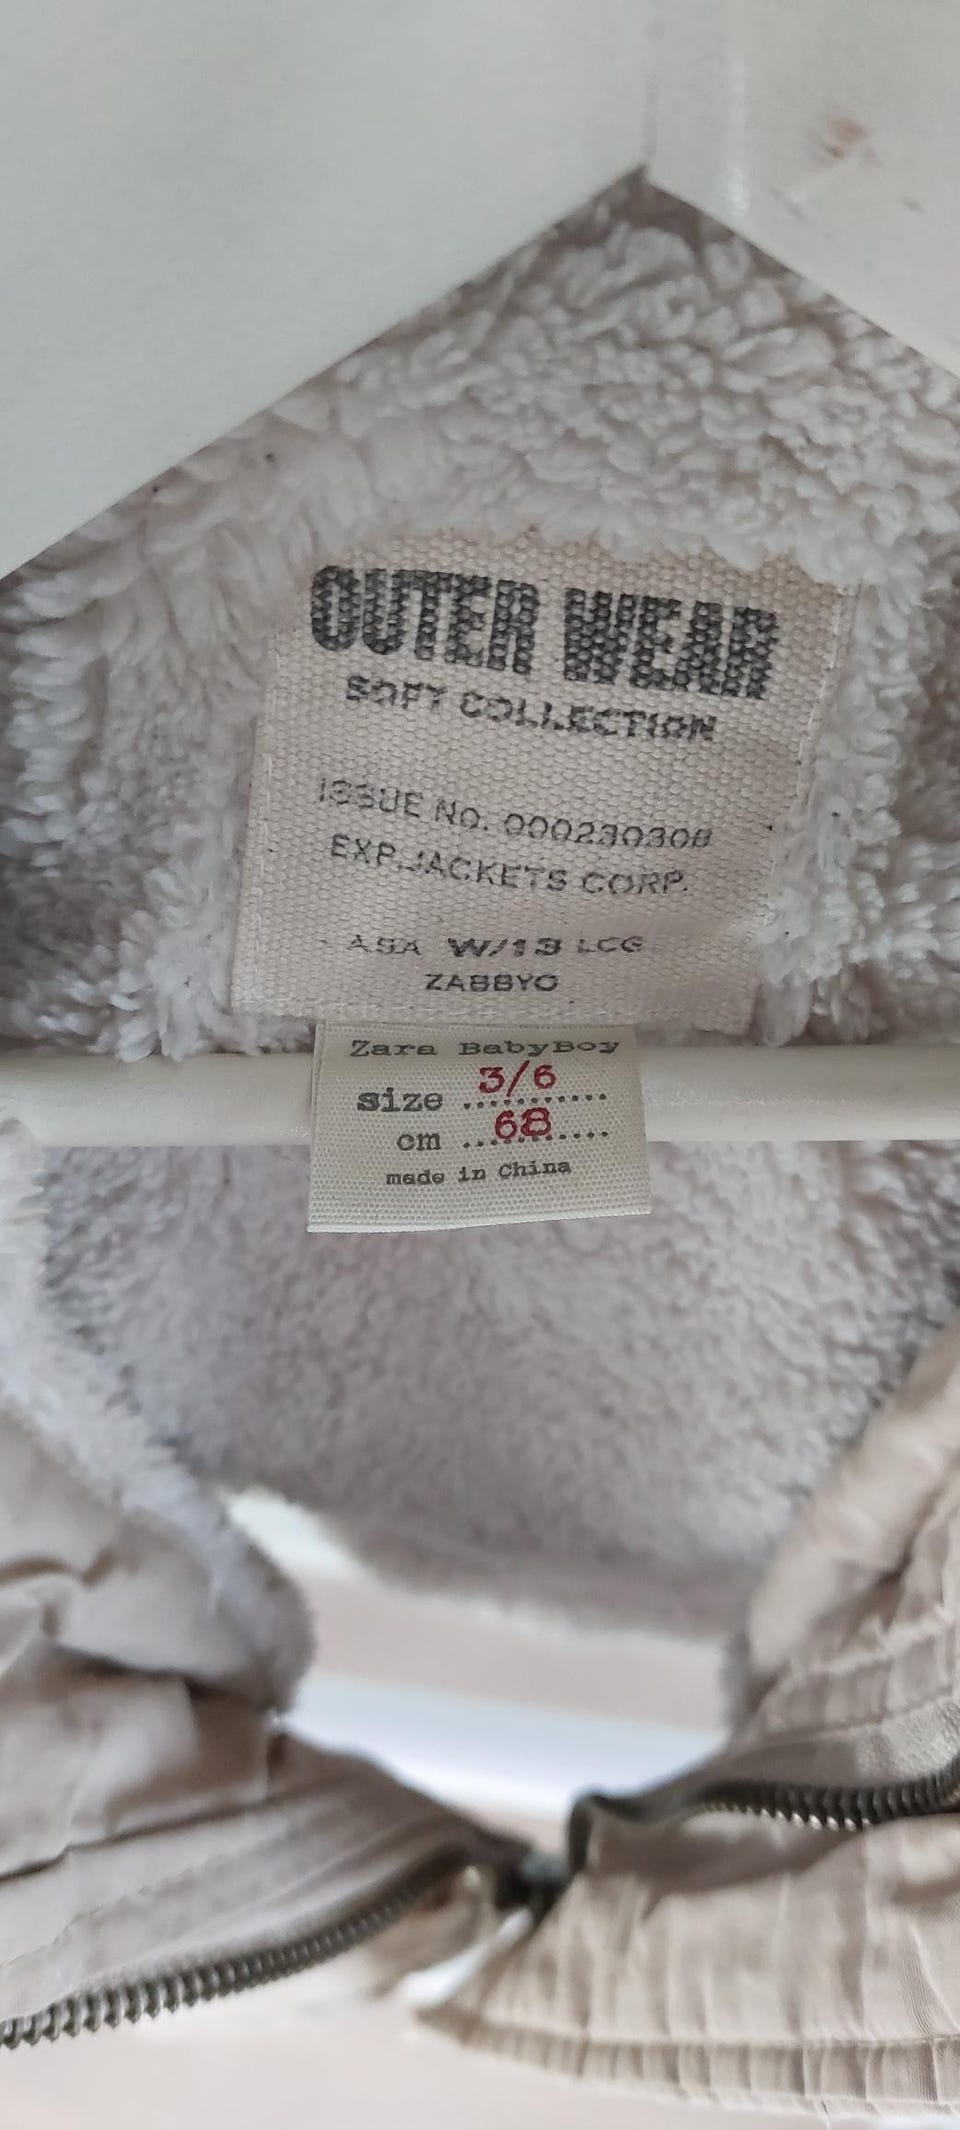 OUTER WEAR
SOFT COLLECTION
ISSUE NO. 000230308
EXP.JACKETS CORP.
ASA W/13 LCG
ZABBYO
Zara BabyBoy
size 3/6
cm 68
made in China